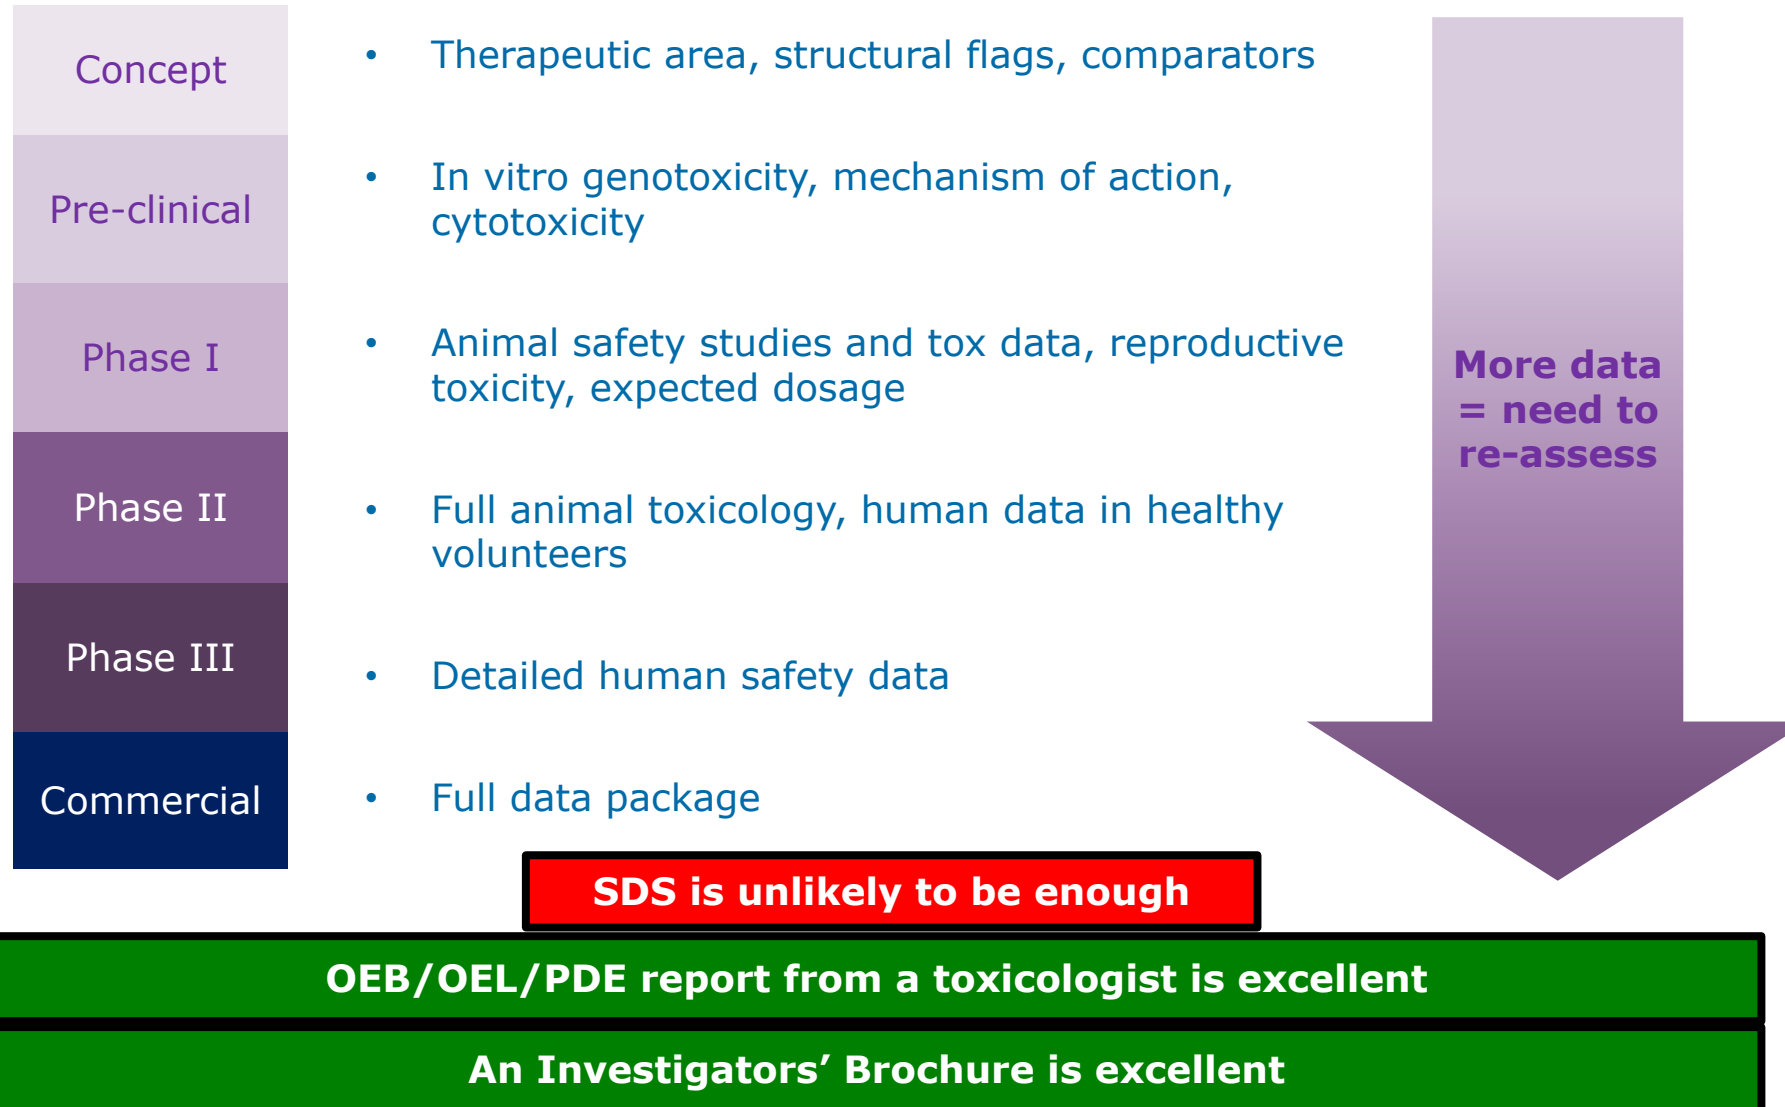 Concept
• Therapeutic area, structural flags, comparators
Pre-clinical
• In vitro genotoxicity, mechanism of action,
cytotoxicity
Phase I
• Animal safety studies and tox data, reproductive
toxicity, expected dosage
Phase II
• Full animal toxicology, human data in healthy
volunteers
Phase III
• Detailed human safety data
Commercial
• Full data package
More data
= need to
re-assess
SDS is unlikely to be enough
OEB/OEL/PDE report from a toxicologist is excellent
An Investigators’ Brochure is excellent